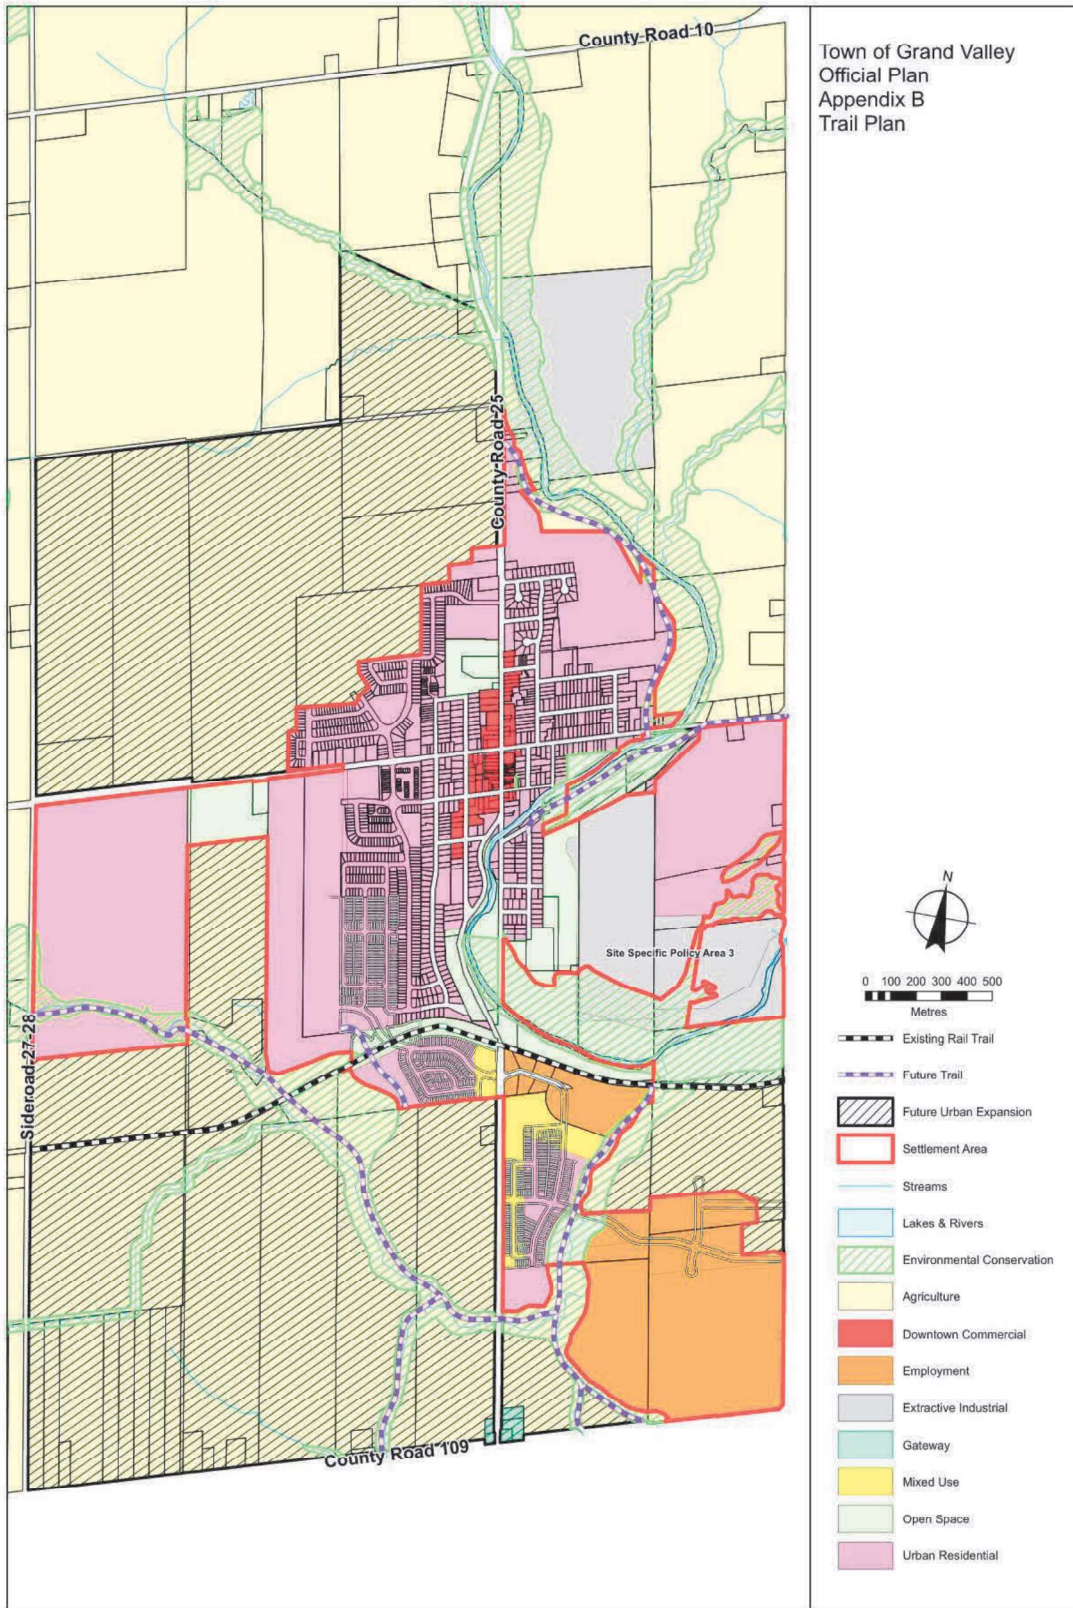 Town of Grand Valley
Official Plan
Appendix B
Trail Plan
County Road 10
County Road 25
Site Specific Policy Area 3
Sideroad 27-28
County Road 109
N
0 100 200 300 400 500
Metres
Existing Rail Trail
Future Trail
Future Urban Expansion
Settlement Area
Streams
Lakes & Rivers
Environmental Conservation
Agriculture
Downtown Commercial
Employment
Extractive Industrial
Gateway
Mixed Use
Open Space
Urban Residential